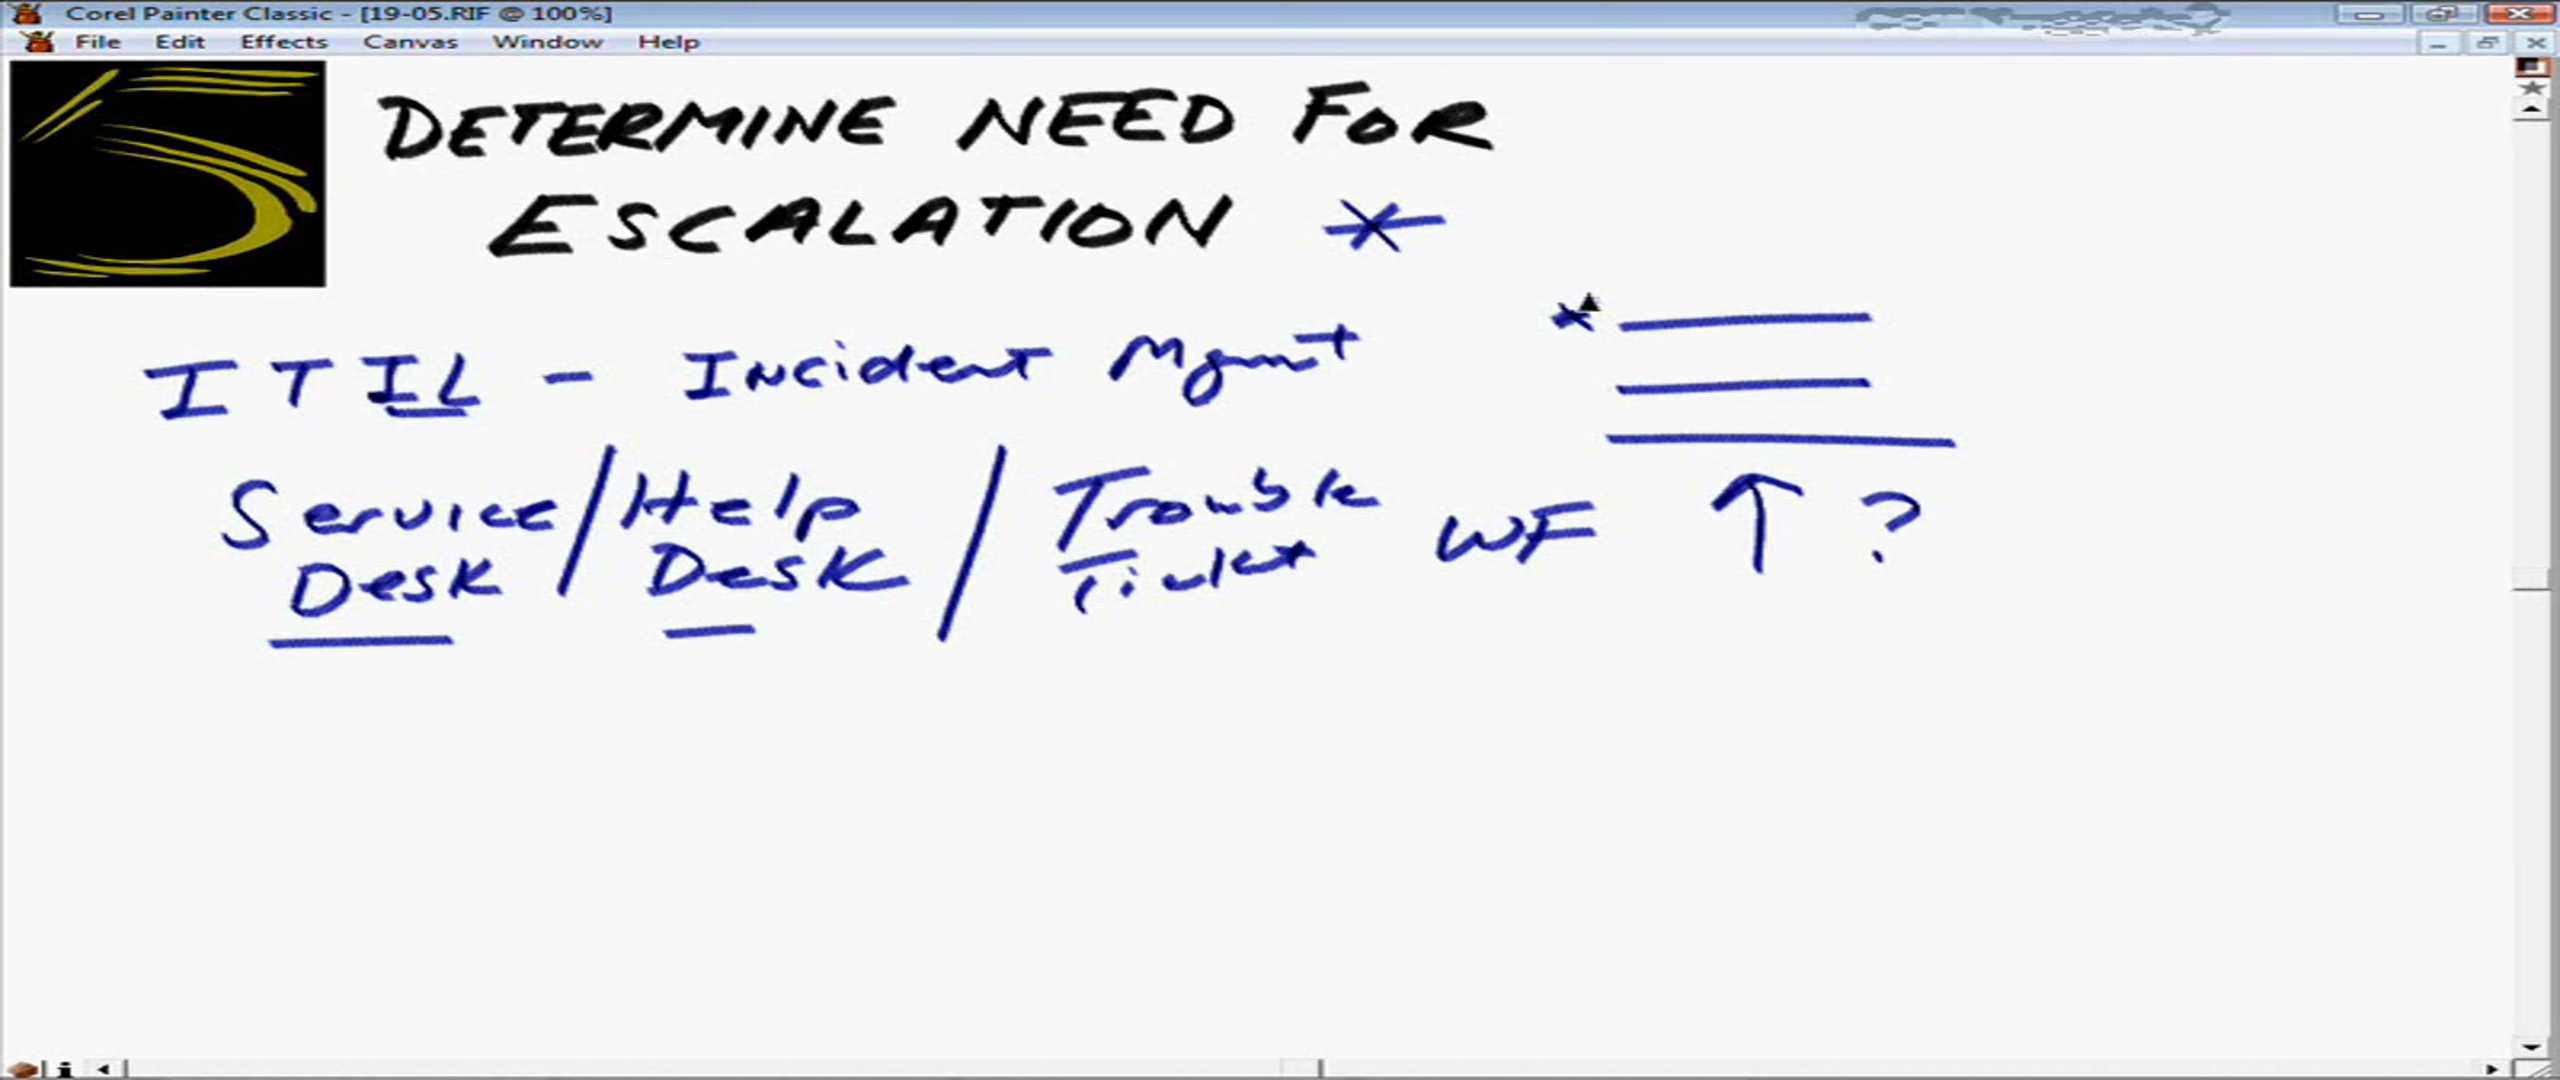 Corel Painter Classic - [19-05.RIF @ 100%]
File Edit Effects Canvas Window Help
5 DETERMINE NEED FOR
ESCALATION *
ITIL - Incident Mgmt *
Service / Help / Trouble WF ↑ ?
Desk Desk Ticket